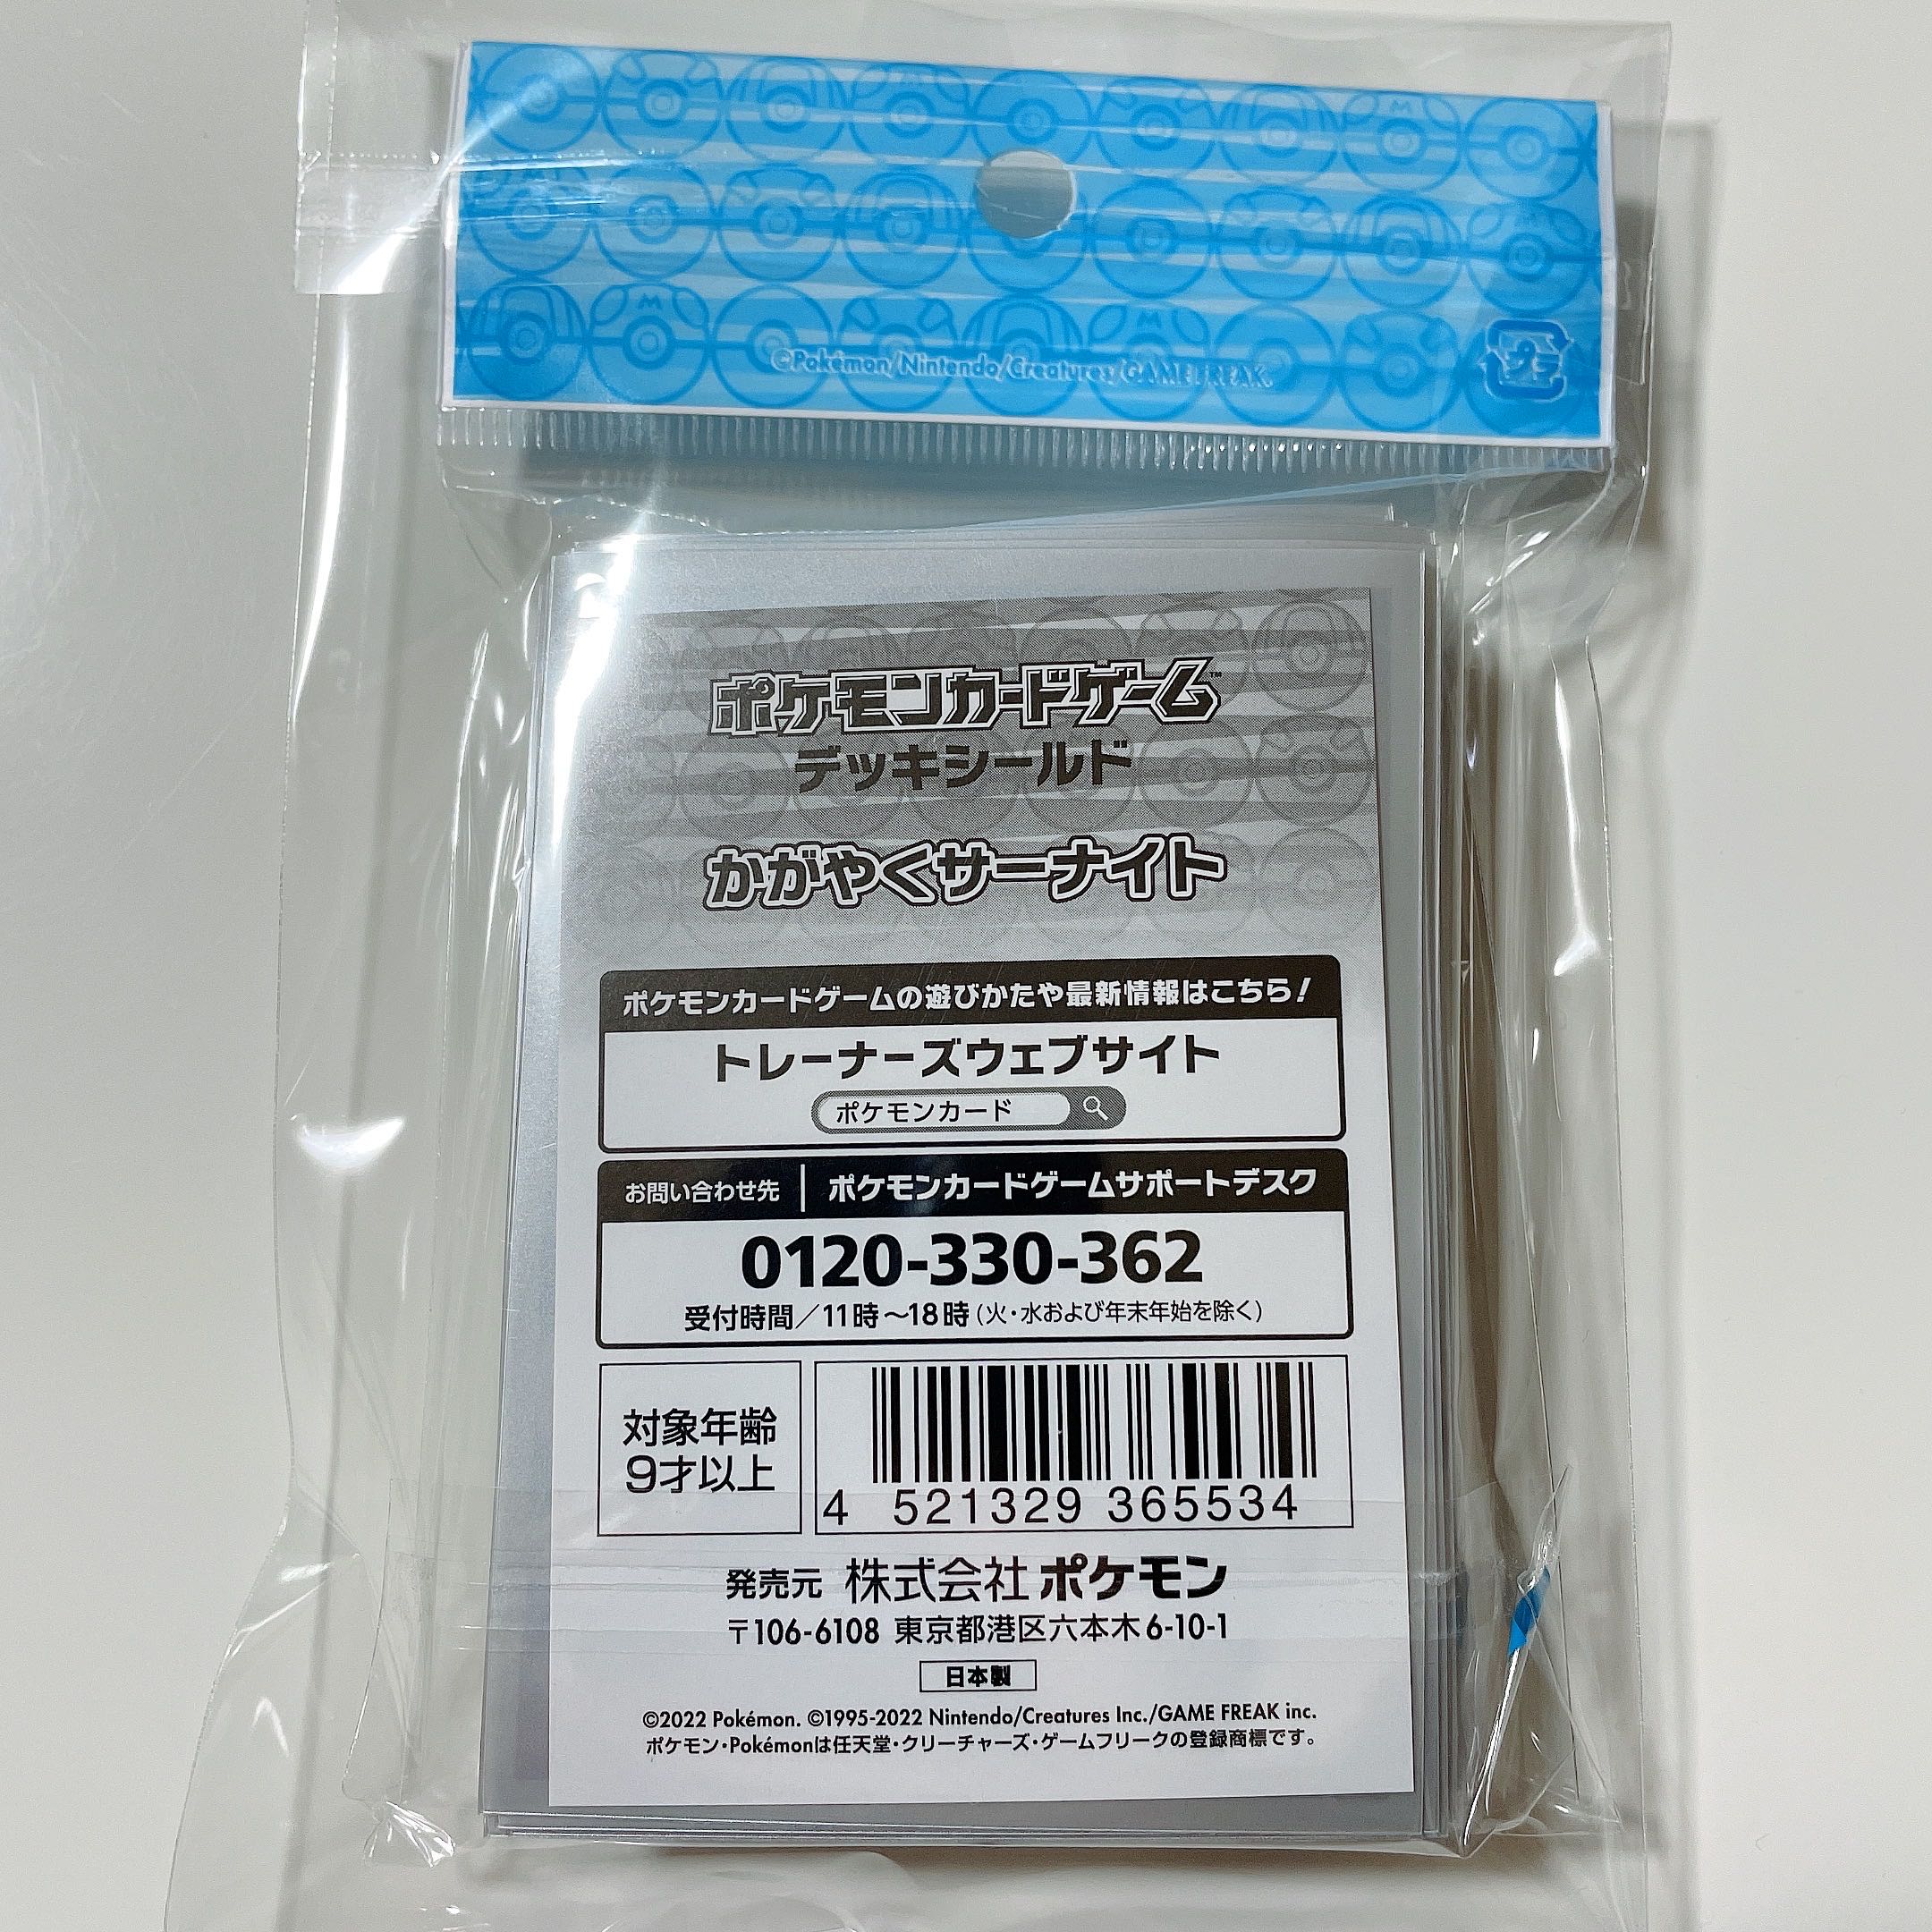 ©Pokémon/Nintendo/Creatures/GAME FREAK.
プラ
ポケモンカードゲーム™
デッキシールド
かがやくサーナイト
ポケモンカードゲームの遊びかたや最新情報はこちら!
トレーナーズウェブサイト
ポケモンカード
お問い合わせ先 ポケモンカードゲームサポートデスク
0120-330-362
受付時間／11時～18時(火・水および年末年始を除く)
対象年齢
9才以上
4 521329 365534
発売元 株式会社ポケモン
〒106-6108 東京都港区六本木6-10-1
日本製
©2022 Pokémon. ©1995-2022 Nintendo/Creatures Inc./GAME FREAK inc.
ポケモン・Pokémonは任天堂・クリーチャーズ・ゲームフリークの登録商標です。